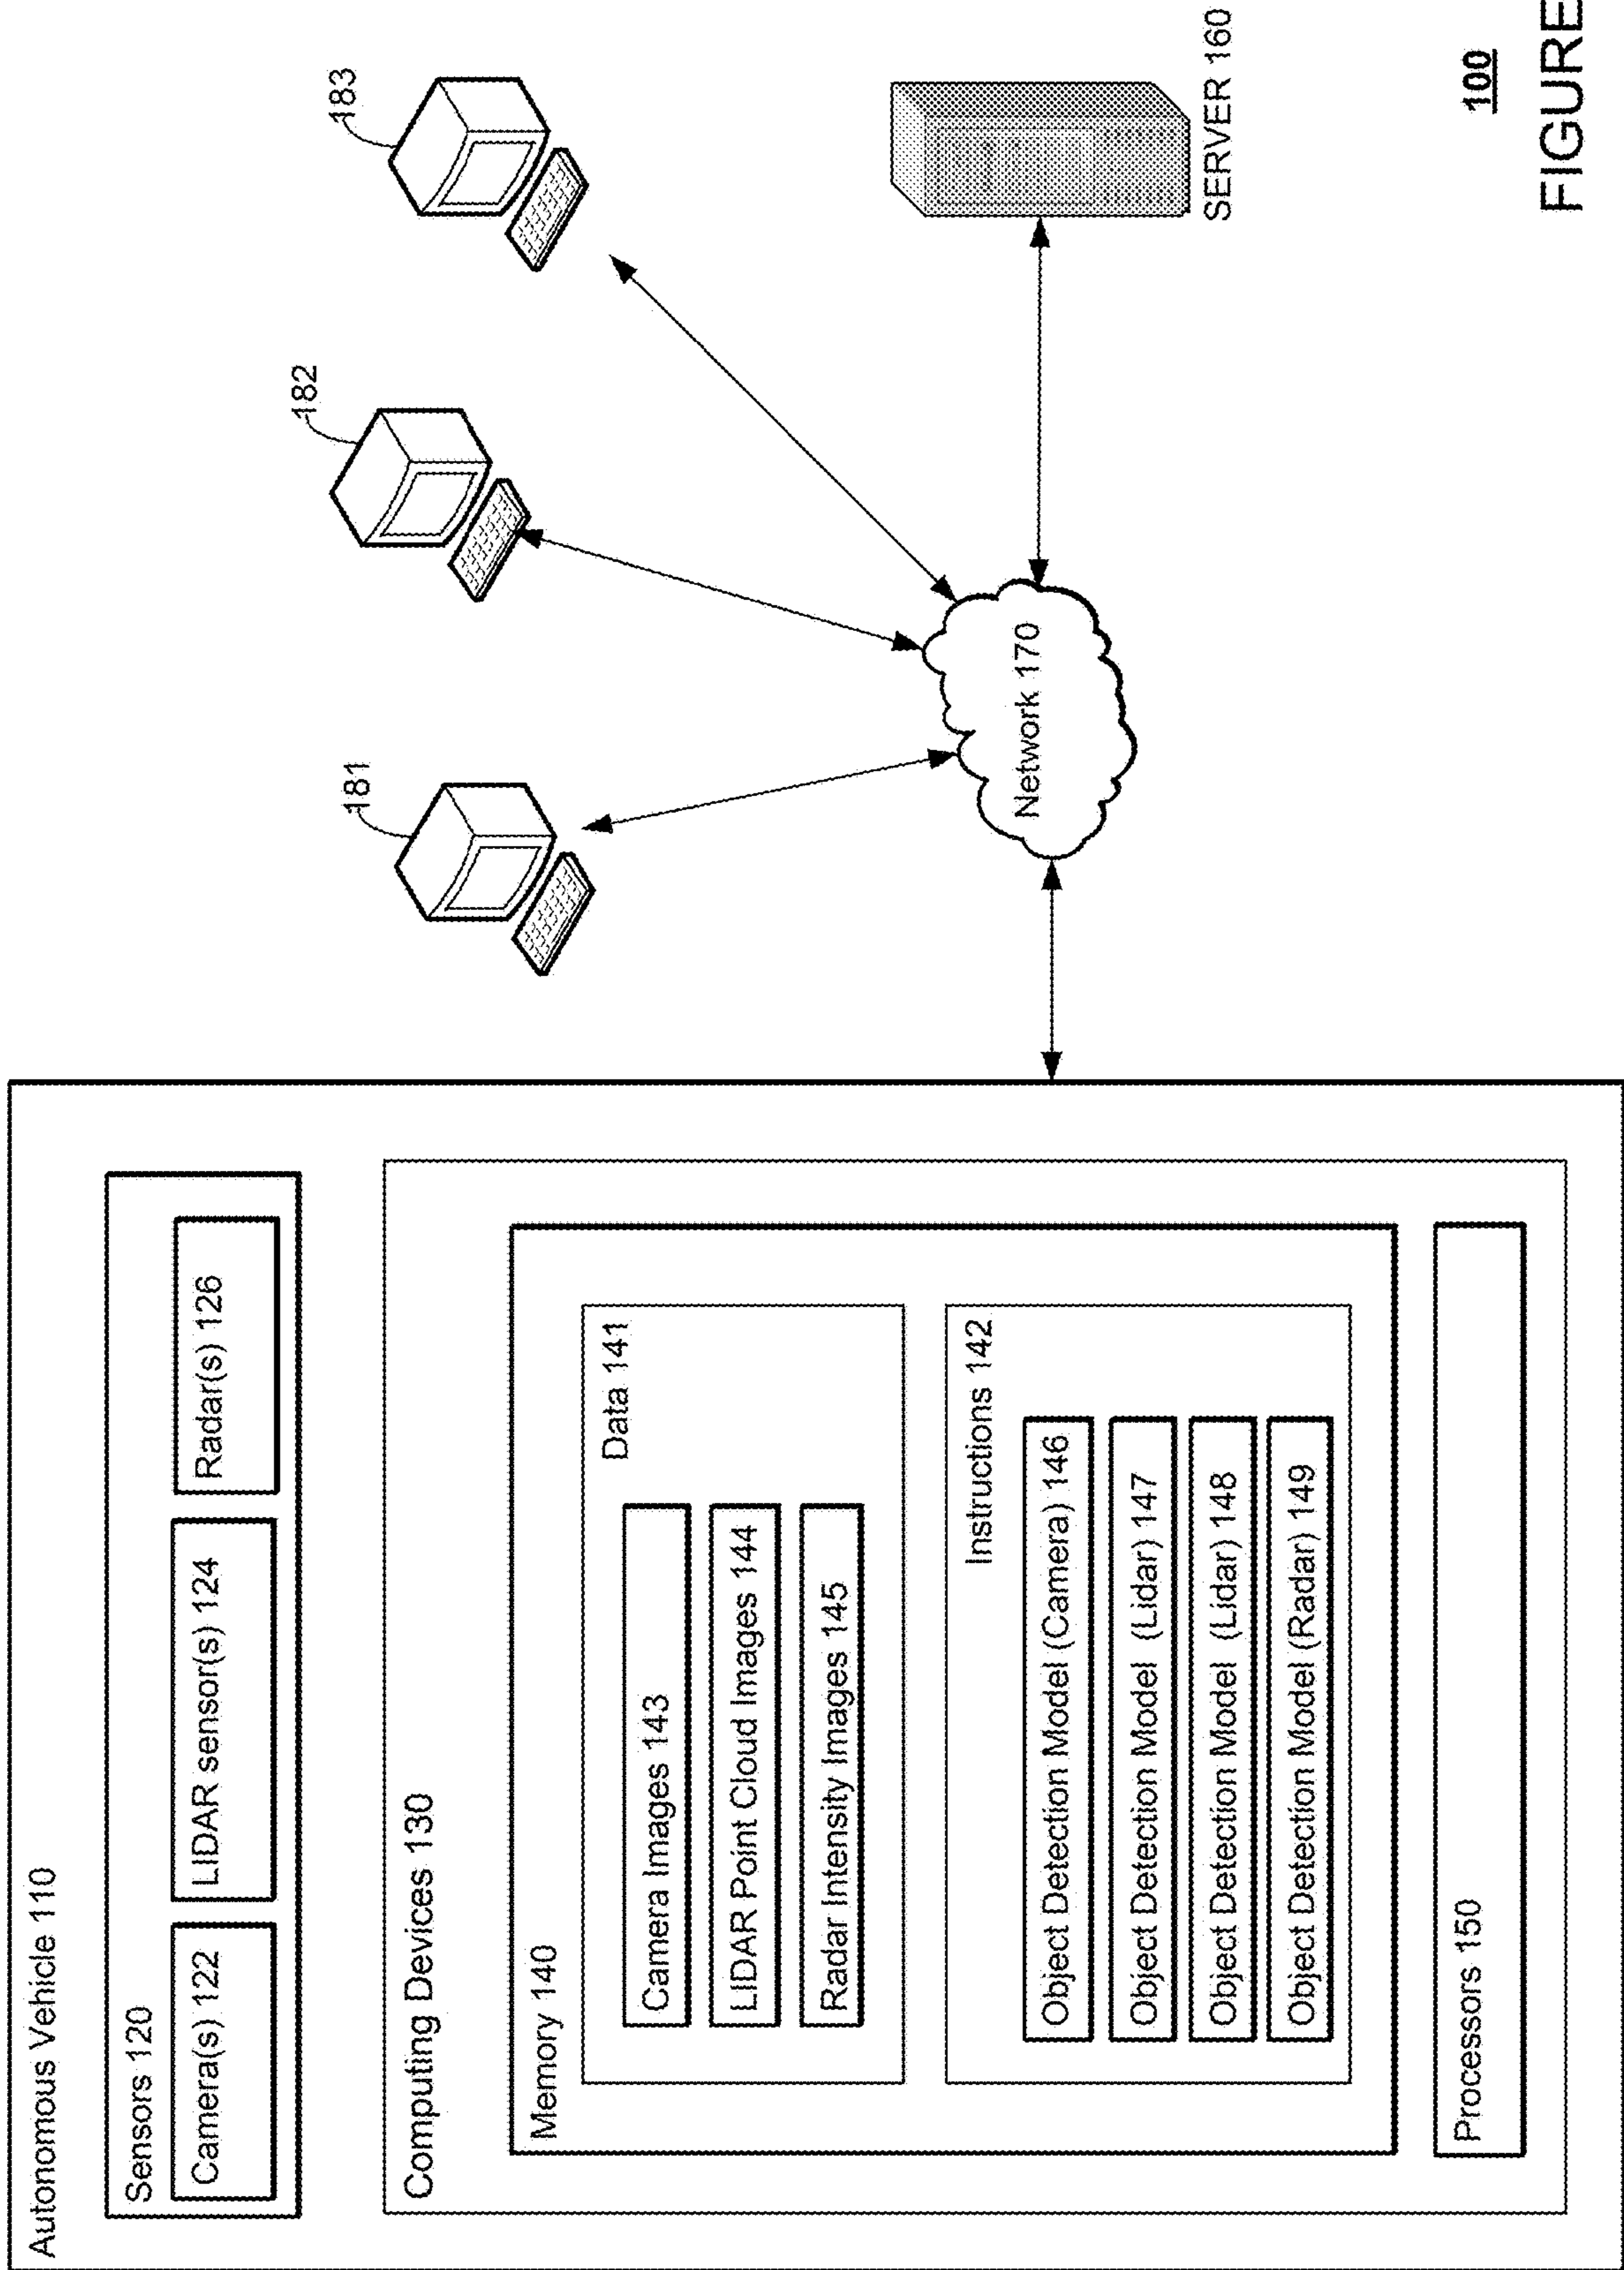 Autonomous Vehicle 110
Sensors 120
Camera(s) 122
LIDAR sensor(s) 124
Radar(s) 126
Computing Devices 130
Memory 140
Data 141
Camera Images 143
LIDAR Point Cloud Images 144
Radar Intensity Images 145
Instructions 142
Object Detection Model (Camera) 146
Object Detection Model (Lidar) 147
Object Detection Model (Lidar) 148
Object Detection Model (Radar) 149
Processors 150
181
182
183
Network 170
SERVER 160
100
FIGURE